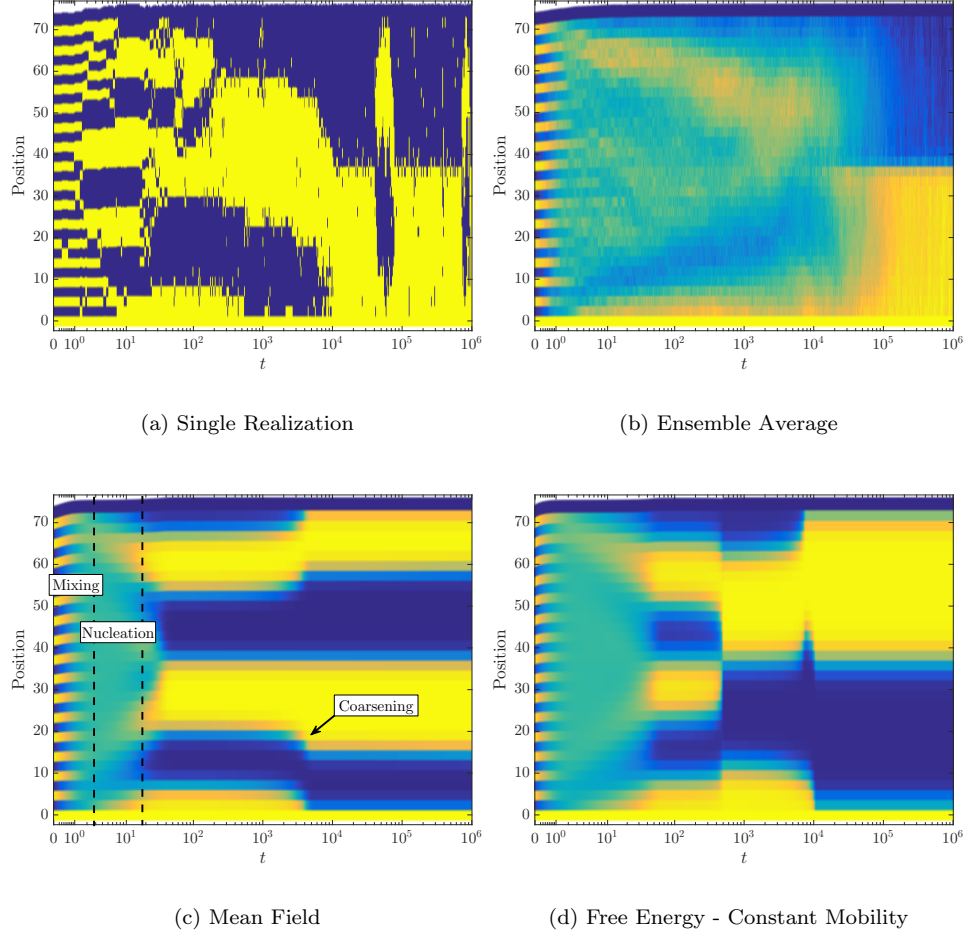 70
60
50
40
30
20
10
0
Position
0 10^0 10^1 10^2 10^3 10^4 10^5 10^6
t
(a) Single Realization
70
60
50
40
30
20
10
0
Position
0 10^0 10^1 10^2 10^3 10^4 10^5 10^6
t
(b) Ensemble Average
70
60
50
40
30
20
10
0
Position
Mixing
Nucleation
Coarsening
0 10^0 10^1 10^2 10^3 10^4 10^5 10^6
t
(c) Mean Field
70
60
50
40
30
20
10
0
Position
0 10^0 10^1 10^2 10^3 10^4 10^5 10^6
t
(d) Free Energy - Constant Mobility